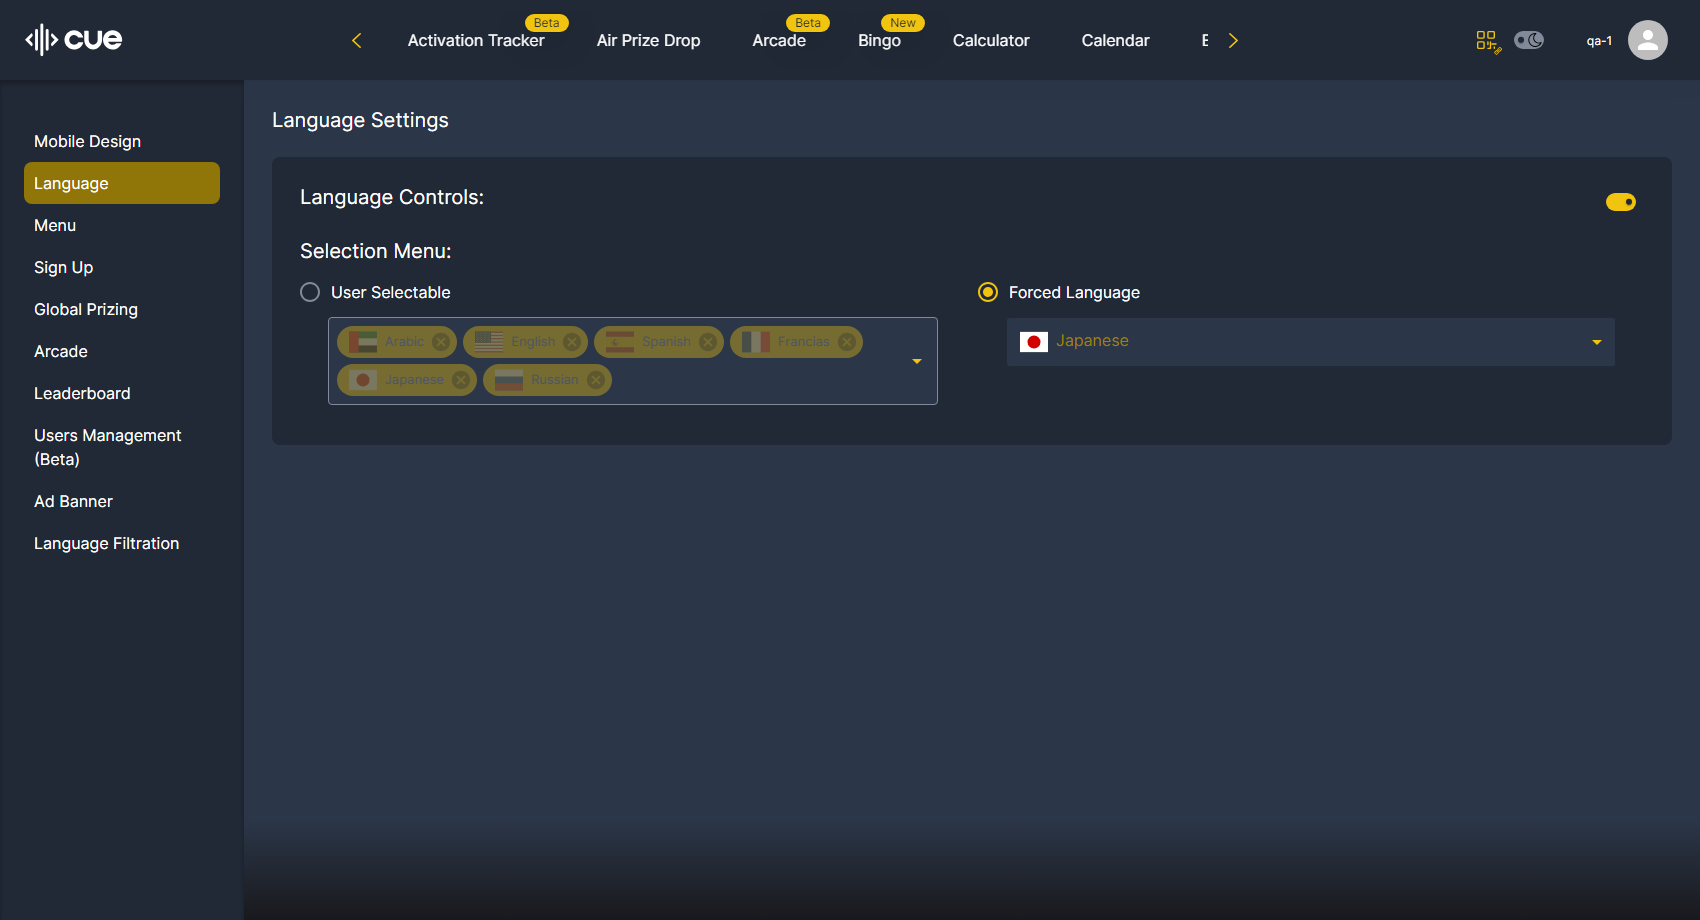 cue
Beta
Activation Tracker
Air Prize Drop
Beta
Arcade
New
Bingo
Calculator
Calendar
qa-1
Mobile Design
Language
Menu
Sign Up
Global Prizing
Arcade
Leaderboard
Users Management
(Beta)
Ad Banner
Language Filtration
Language Settings
Language Controls:
Selection Menu:
User Selectable
Arabic
English
Spanish
Francias
Japanese
Russian
Forced Language
Japanese